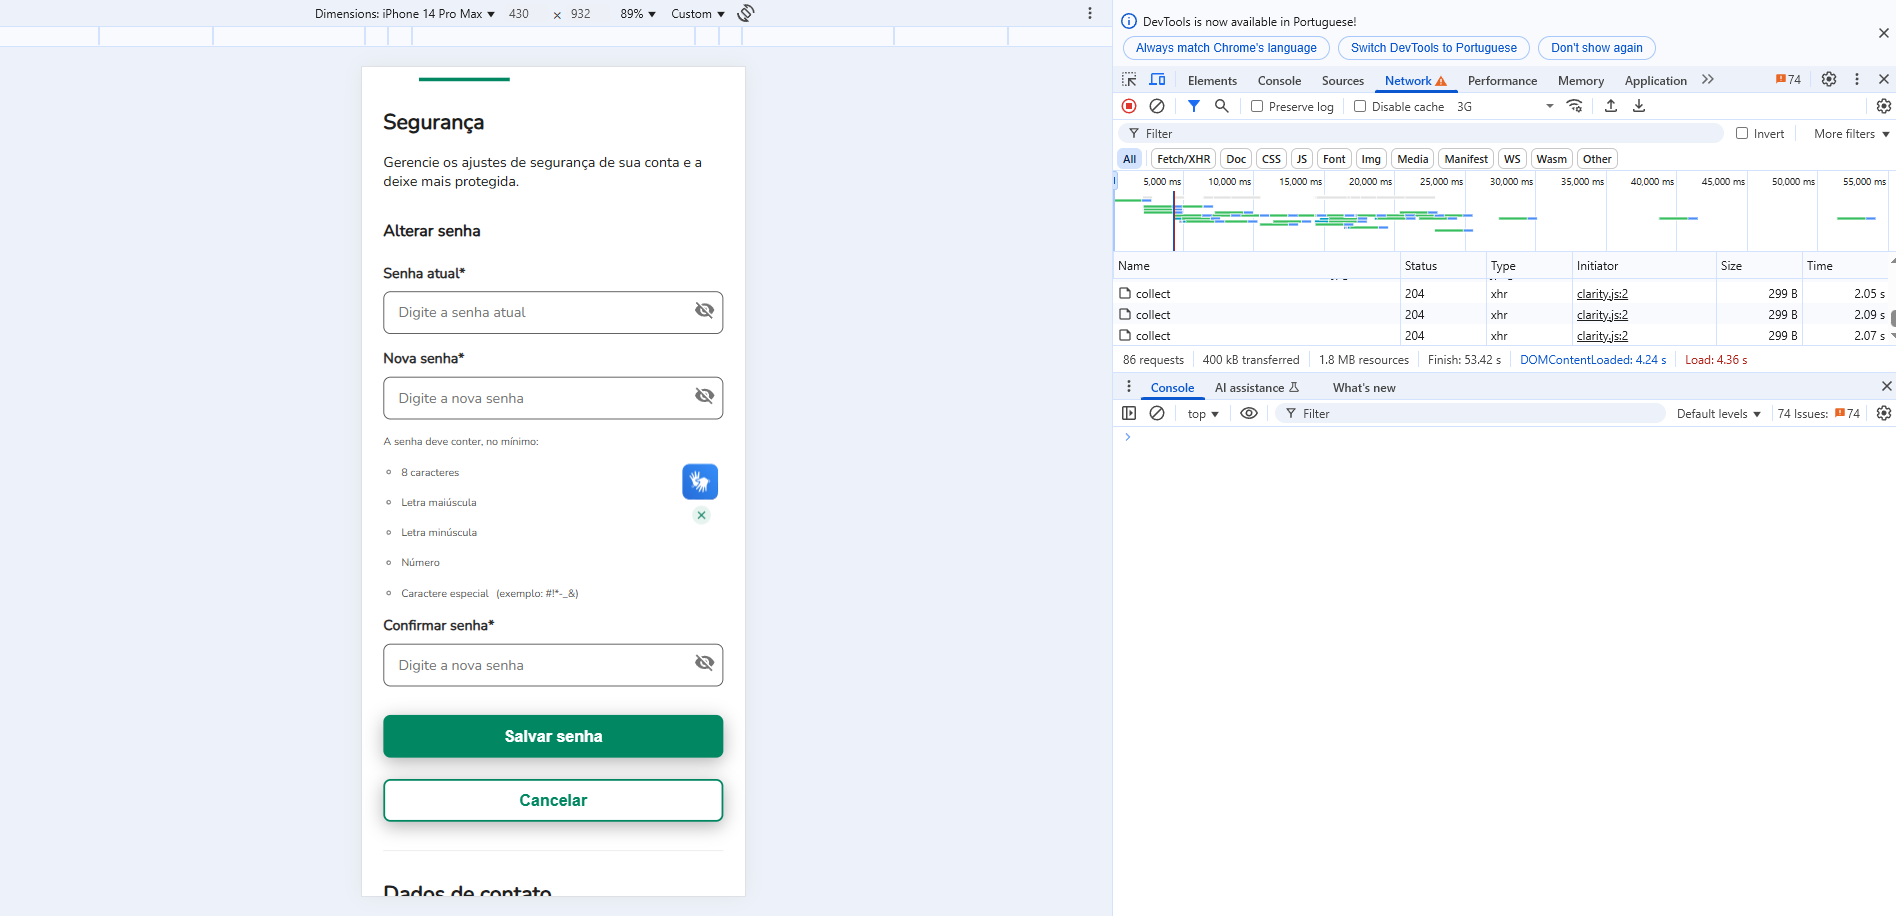 Dimensions: iPhone 14 Pro Max ▼ 430 × 932 89% ▼ Custom ▼
Segurança
Gerencie os ajustes de segurança de sua conta e a
deixe mais protegida.
Alterar senha
Senha atual*
Digite a senha atual
Nova senha*
Digite a nova senha
A senha deve conter, no mínimo:
8 caracteres
Letra maiúscula
Letra minúscula
Número
Caractere especial (exemplo: #!*-_&)
Confirmar senha*
Digite a nova senha
Salvar senha
Cancelar
Dados de contato
DevTools is now available in Portuguese!
Always match Chrome's language Switch DevTools to Portuguese Don't show again
Elements Console Sources Network Performance Memory Application 74
Preserve log Disable cache 3G
Filter Invert More filters ▼
All Fetch/XHR Doc CSS JS Font Img Media Manifest WS Wasm Other
5,000 ms 10,000 ms 15,000 ms 20,000 ms 25,000 ms 30,000 ms 35,000 ms 40,000 ms 45,000 ms 50,000 ms 55,000 ms
Name Status Type Initiator Size Time
collect 204 xhr clarity.js:2 299 B 2.05 s
collect 204 xhr clarity.js:2 299 B 2.09 s
collect 204 xhr clarity.js:2 299 B 2.07 s
86 requests 400 kB transferred 1.8 MB resources Finish: 53.42 s DOMContentLoaded: 4.24 s Load: 4.36 s
Console AI assistance What's new
top ▼ Filter Default levels ▼ 74 Issues: 74